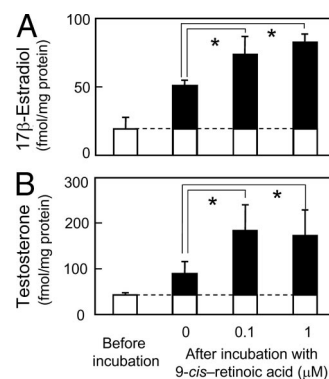 A
17β-Estradiol
(fmol/mg protein)
100
50
0
*
*
B
Testosterone
(fmol/mg protein)
300
200
100
0
*
*
Before
incubation
0
0.1
1
After incubation with
9-cis–retinoic acid (μM)